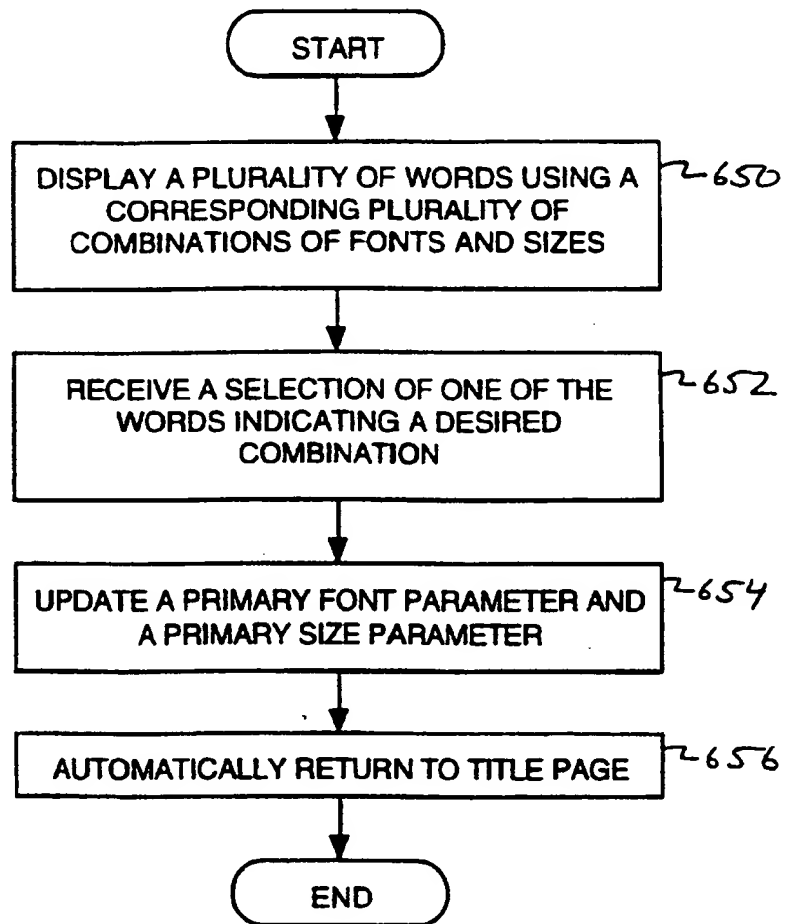 START
DISPLAY A PLURALITY OF WORDS USING A
CORRESPONDING PLURALITY OF
COMBINATIONS OF FONTS AND SIZES
650
RECEIVE A SELECTION OF ONE OF THE
WORDS INDICATING A DESIRED
COMBINATION
652
UPDATE A PRIMARY FONT PARAMETER AND
A PRIMARY SIZE PARAMETER
654
AUTOMATICALLY RETURN TO TITLE PAGE
656
END